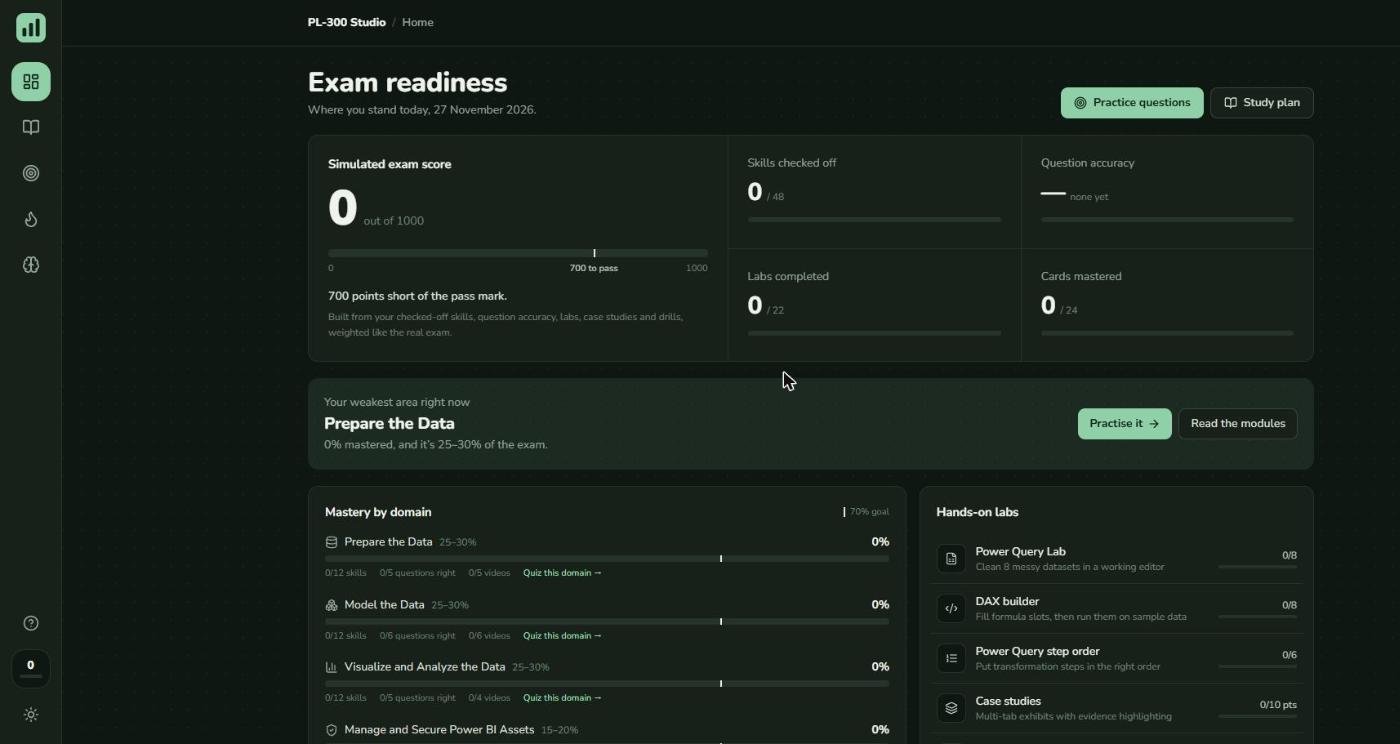 PL-300 Studio / Home
Exam readiness
Where you stand today, 27 November 2026.
Practice questions
Study plan
Simulated exam score
0 out of 1000
0
700 to pass
1000
700 points short of the pass mark.
Built from your checked-off skills, question accuracy, labs, case studies and drills,
weighted like the real exam.
Skills checked off
0 / 48
Question accuracy
— none yet
Labs completed
0 / 22
Cards mastered
0 / 24
Your weakest area right now
Prepare the Data
0% mastered, and it's 25–30% of the exam.
Practise it →
Read the modules
Mastery by domain
70% goal
Prepare the Data 25–30% 0%
0/12 skills 0/5 questions right 0/5 videos Quiz this domain →
Model the Data 25–30% 0%
0/12 skills 0/6 questions right 0/6 videos Quiz this domain →
Visualize and Analyze the Data 25–30% 0%
0/12 skills 0/5 questions right 0/4 videos Quiz this domain →
Manage and Secure Power BI Assets 15–20% 0%
Hands-on labs
Power Query Lab 0/8
Clean 8 messy datasets in a working editor
DAX builder 0/8
Fill formula slots, then run them on sample data
Power Query step order 0/6
Put transformation steps in the right order
Case studies 0/10 pts
Multi-tab exhibits with evidence highlighting
0